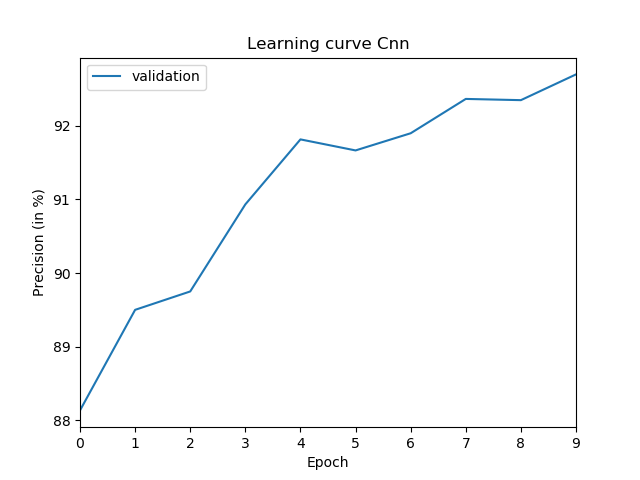 Learning curve Cnn
validation
Precision (in %)
92
91
90
89
88
0 1 2 3 4 5 6 7 8 9
Epoch